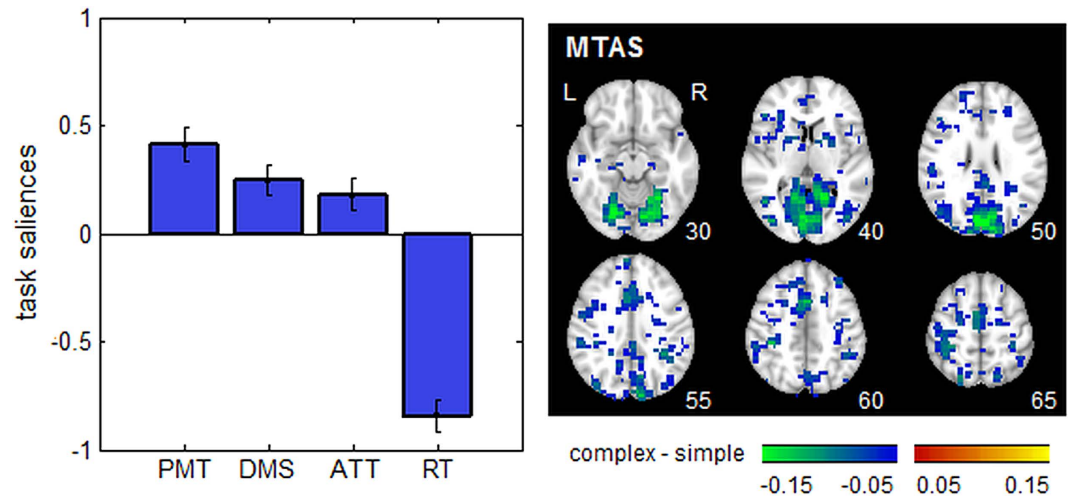 task saliences
1
0.5
0
-0.5
-1
PMT DMS ATT RT
MTAS
L R
30 40 50
55 60 65
complex - simple
-0.15 -0.05 0.05 0.15